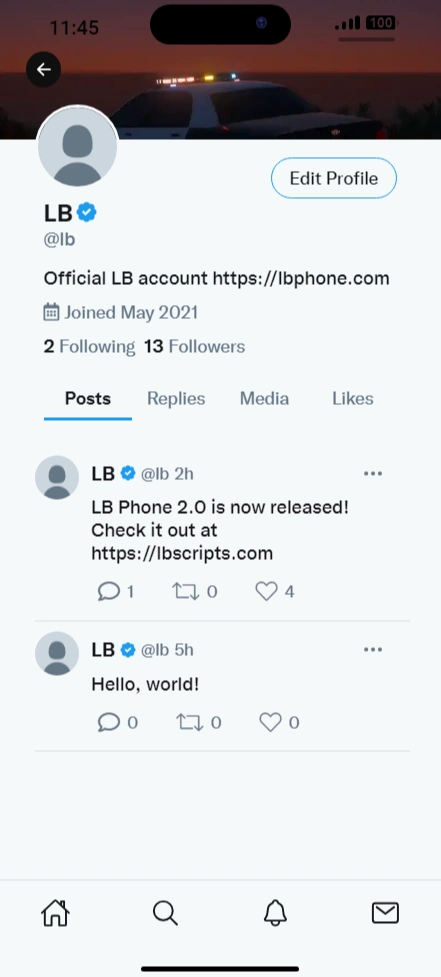 11:45
100
LB
@lb
Edit Profile
Official LB account https://lbphone.com
Joined May 2021
2 Following 13 Followers
Posts Replies Media Likes
LB @lb 2h
LB Phone 2.0 is now released!
Check it out at
https://lbscripts.com
1 0 4
LB @lb 5h
Hello, world!
0 0 0